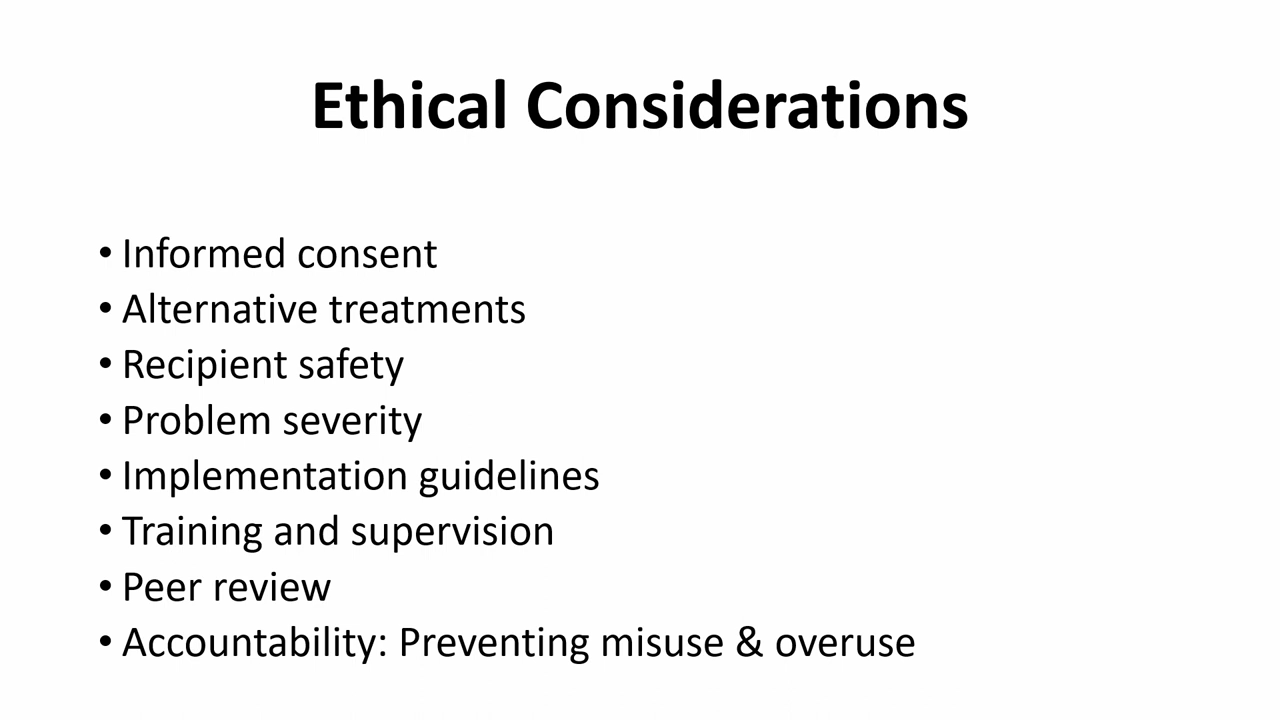 Ethical Considerations
• Informed consent
• Alternative treatments
• Recipient safety
• Problem severity
• Implementation guidelines
• Training and supervision
• Peer review
• Accountability: Preventing misuse & overuse